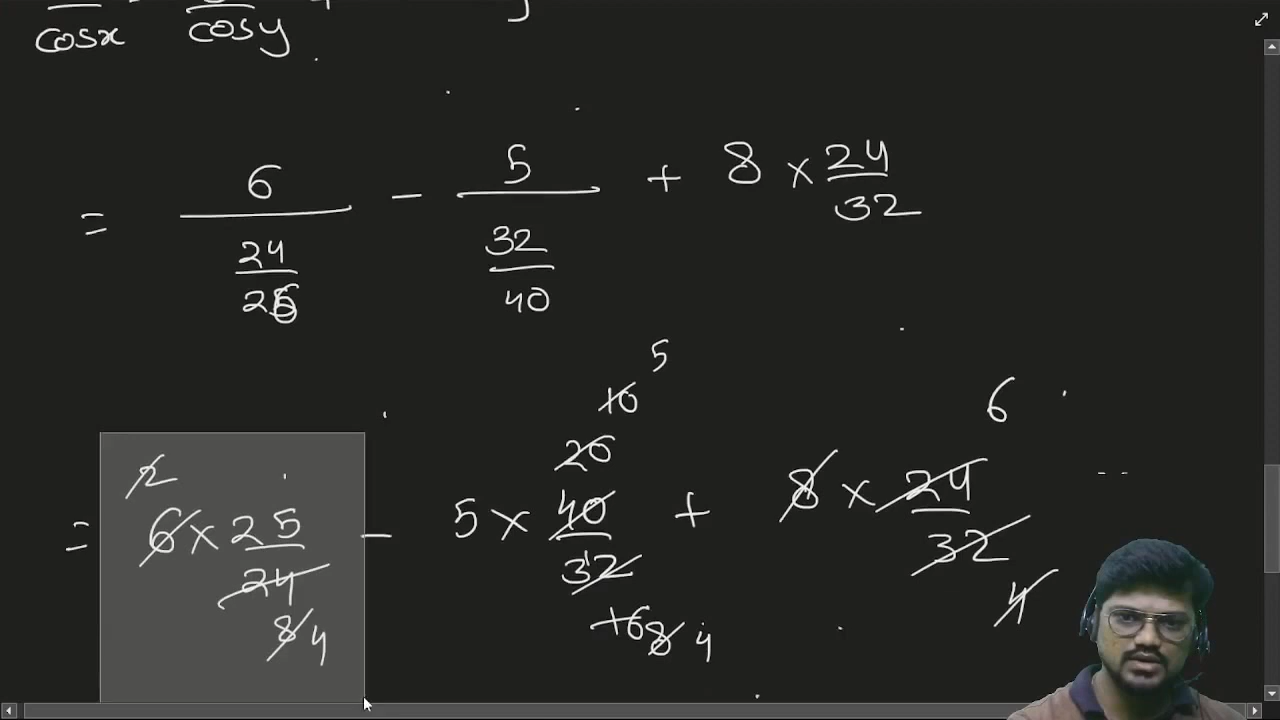 cosx cosy
= 6 - 5 + 8 × 24
24 32 32
25 40
5
10 6
2 20
= 6 × 25 - 5 × 40 + 8 × 24
24 32 32
8 4 16 8 4 4